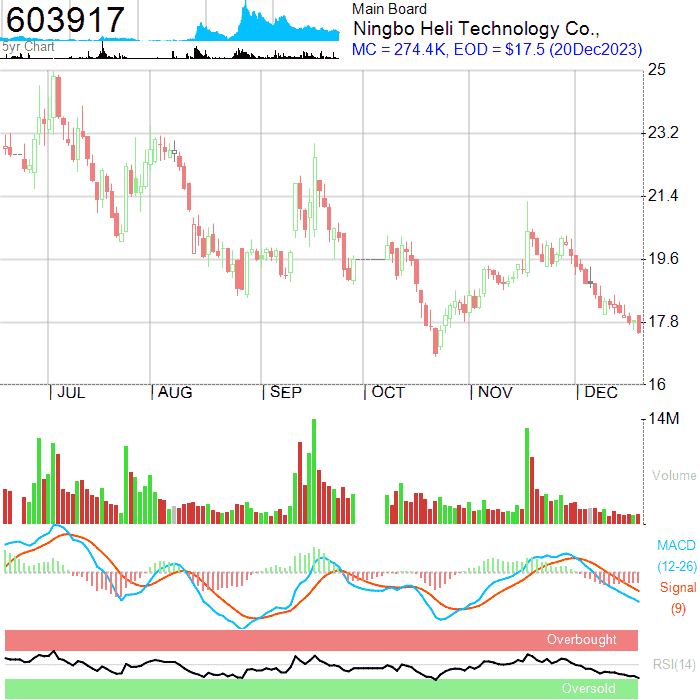 603917
5yr Chart
Main Board
Ningbo Heli Technology Co.,
MC = 274.4K, EOD = $17.5 (20Dec2023)
25
23.2
21.4
19.6
17.8
16
JUL AUG SEP OCT NOV DEC
14M
Volume
MACD
(12-26)
Signal
(9)
Overbought
RSI(14)
Oversold